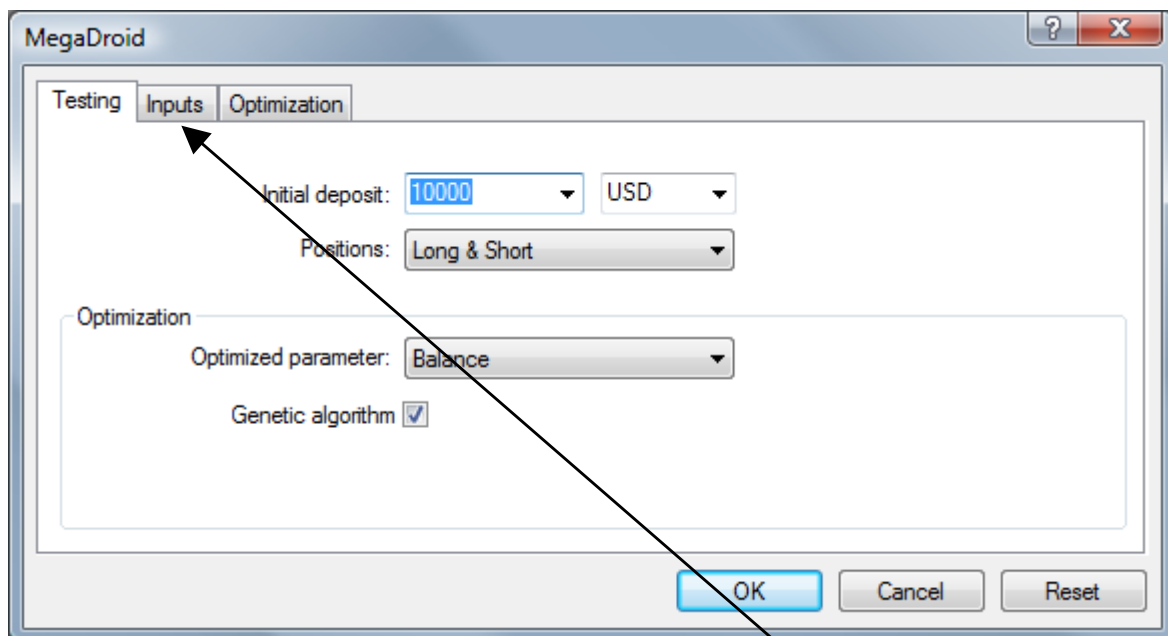 MegaDroid
Testing Inputs Optimization
Initial deposit: 10000 USD
Positions: Long & Short
Optimization
Optimized parameter: Balance
Genetic algorithm
OK Cancel Reset